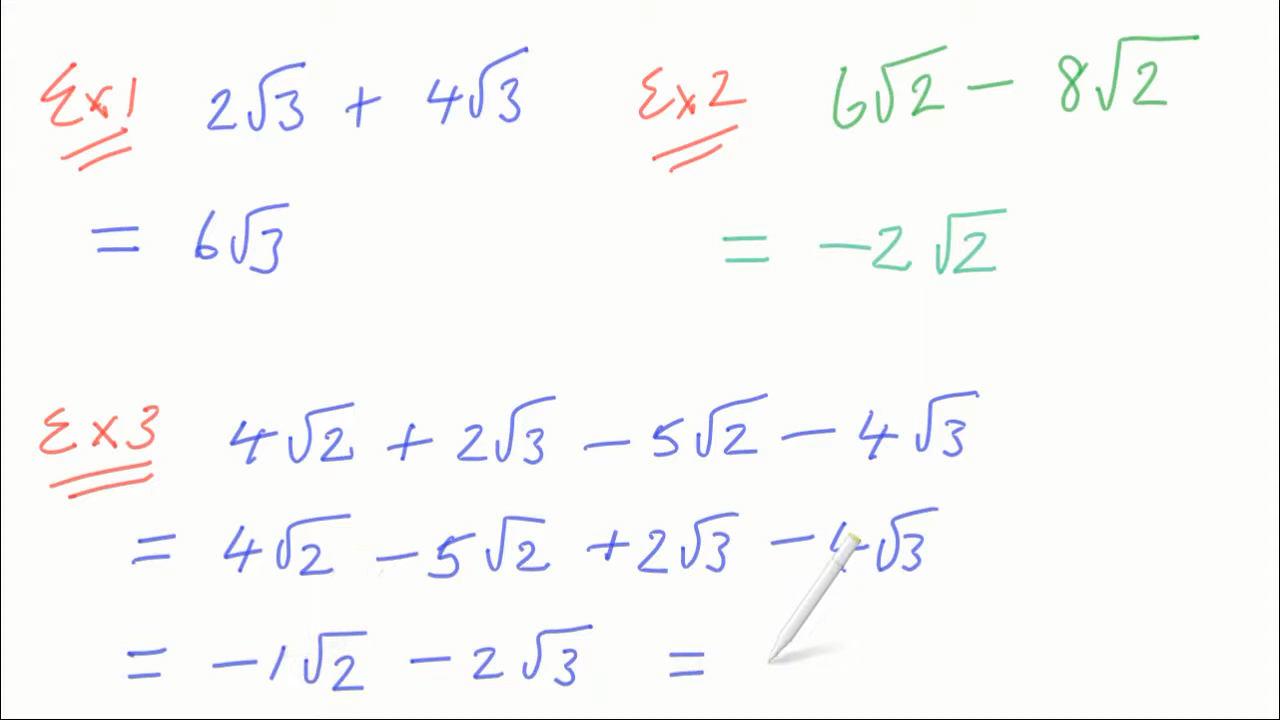 Ex1 2√3 + 4√3
= 6√3
Ex2 6√2 − 8√2
= −2√2
Ex3 4√2 + 2√3 − 5√2 − 4√3
= 4√2 − 5√2 + 2√3 − 4√3
= −1√2 − 2√3 =